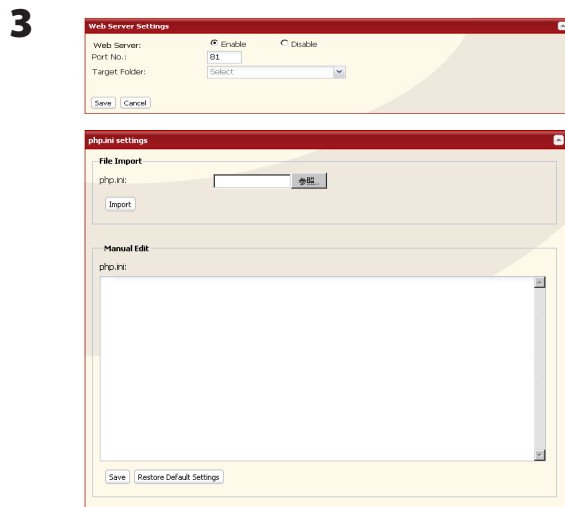 3
Web Server Settings
Web Server: Enable Disable
Port No.: 81
Target Folder: Select
Save Cancel
php.ini settings
File Import
php.ini: 参照...
Import
Manual Edit
php.ini:
Save Restore Default Settings